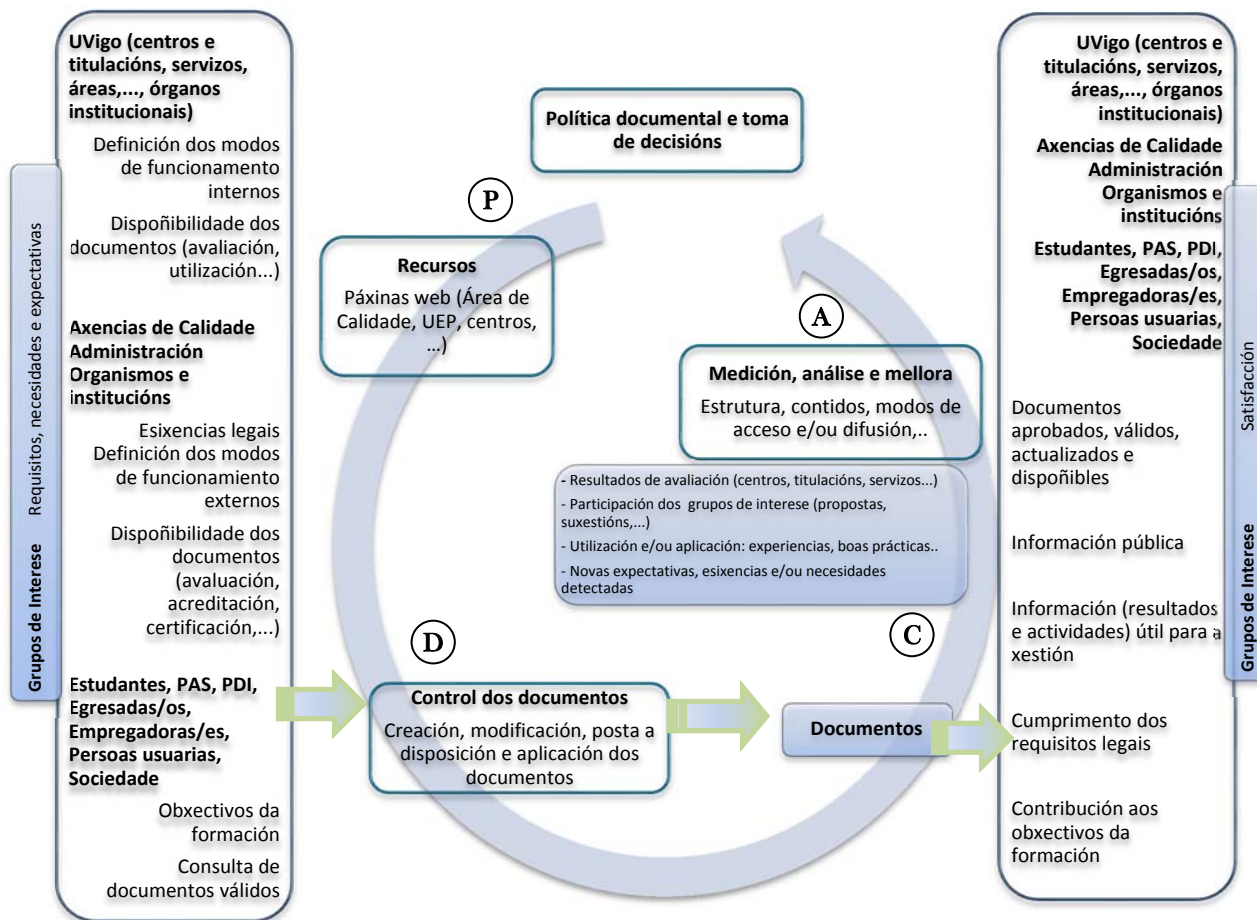 Grupos de Interese Requisitos, necesidades e expectativas
UVigo (centros e
titulacións, servizos,
áreas,..., órganos
institucionais)
Definición dos modos
de funcionamento
internos
Dispoñibilidade dos
documentos (avaliación,
utilización...)
Axencias de Calidade
Administración
Organismos e
institucións
Esixencias legais
Definición dos modos
de funcionamiento
externos
Dispoñibilidade dos
documentos
(avaluación,
acreditación,
certificación,...)
Estudantes, PAS, PDI,
Egresadas/os,
Empregadoras/es,
Persoas usuarias,
Sociedade
Obxectivos da
formación
Consulta de
documentos válidos
Política documental e toma
de decisións
P
Recursos
Páxinas web (Área de
Calidade, UEP, centros,
...)
A
Medición, análise e mellora
Estrutura, contidos, modos de
acceso e/ou difusión,..
- Resultados de avaliación (centros, titulacións, servizos...)
- Participación dos grupos de interese (propostas,
suxestións,...)
- Utilización e/ou aplicación: experiencias, boas prácticas..
- Novas expectativas, esixencias e/ou necesidades
detectadas
D
C
Control dos documentos
Creación, modificación, posta a
disposición e aplicación dos
documentos
Documentos
UVigo (centros e
titulacións, servizos,
áreas,..., órganos
institucionais)
Axencias de Calidade
Administración
Organismos e
institucións
Estudantes, PAS, PDI,
Egresadas/os,
Empregadoras/es,
Persoas usuarias,
Sociedade
Documentos
aprobados, válidos,
actualizados e
dispoñibles
Información pública
Información (resultados
e actividades) útil para a
xestión
Cumprimento dos
requisitos legais
Contribución aos
obxectivos da
formación
Grupos de Interese Satisfacción